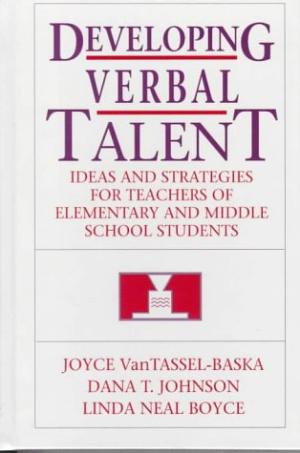 DEVELOPING
VERBAL
TALENT
IDEAS AND STRATEGIES
FOR TEACHERS OF
ELEMENTARY AND MIDDLE
SCHOOL STUDENTS
JOYCE VanTASSEL-BASKA
DANA T. JOHNSON
LINDA NEAL BOYCE